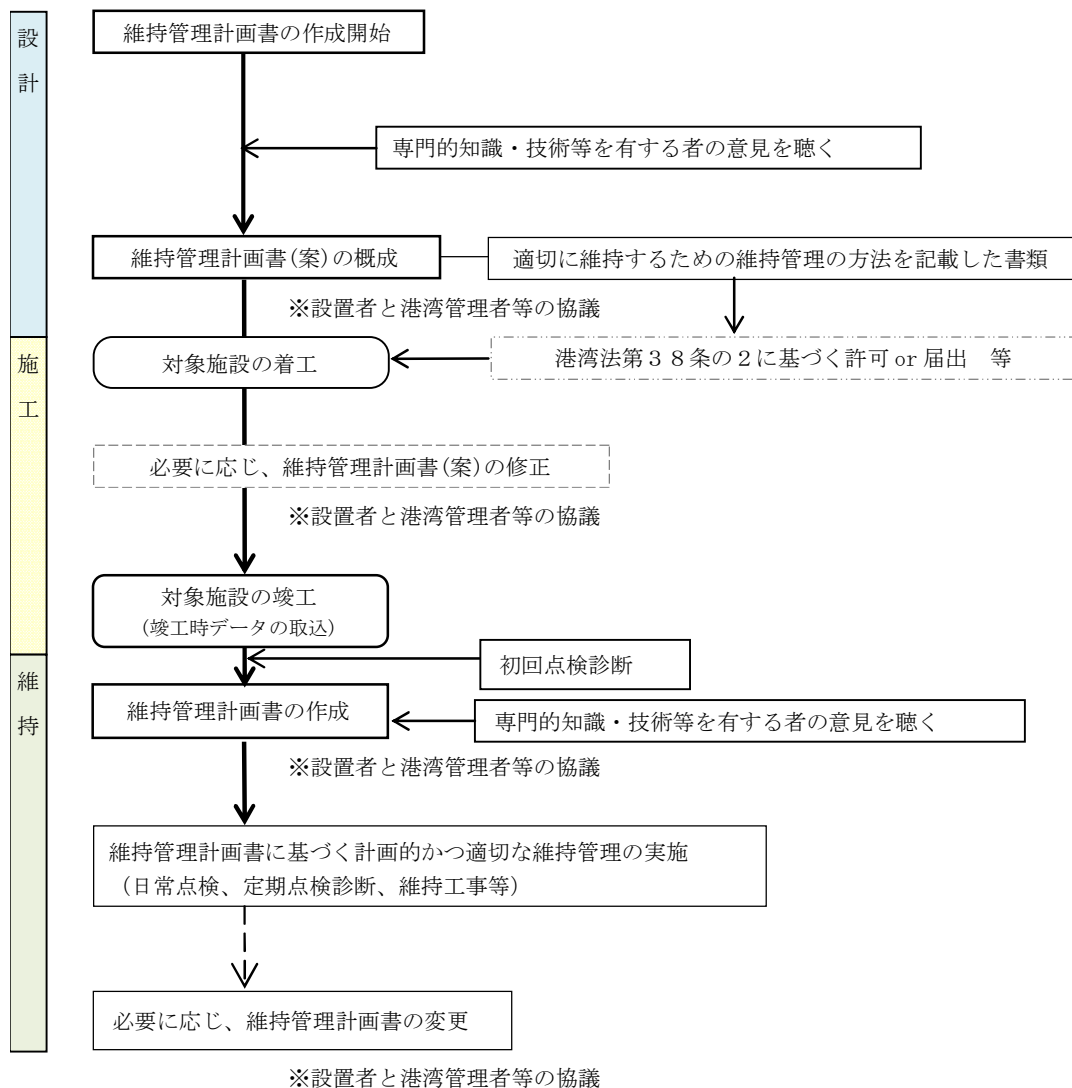 設計
維持管理計画書の作成開始
専門的知識・技術等を有する者の意見を聴く
維持管理計画書(案)の概成
適切に維持するための維持管理の方法を記載した書類
※設置者と港湾管理者等の協議
施工
対象施設の着工
港湾法第38条の2に基づく許可 or 届出　等
必要に応じ、維持管理計画書(案)の修正
※設置者と港湾管理者等の協議
対象施設の竣工
(竣工時データの取込)
初回点検診断
維持
維持管理計画書の作成
専門的知識・技術等を有する者の意見を聴く
※設置者と港湾管理者等の協議
維持管理計画書に基づく計画的かつ適切な維持管理の実施
（日常点検、定期点検診断、維持工事等）
必要に応じ、維持管理計画書の変更
※設置者と港湾管理者等の協議